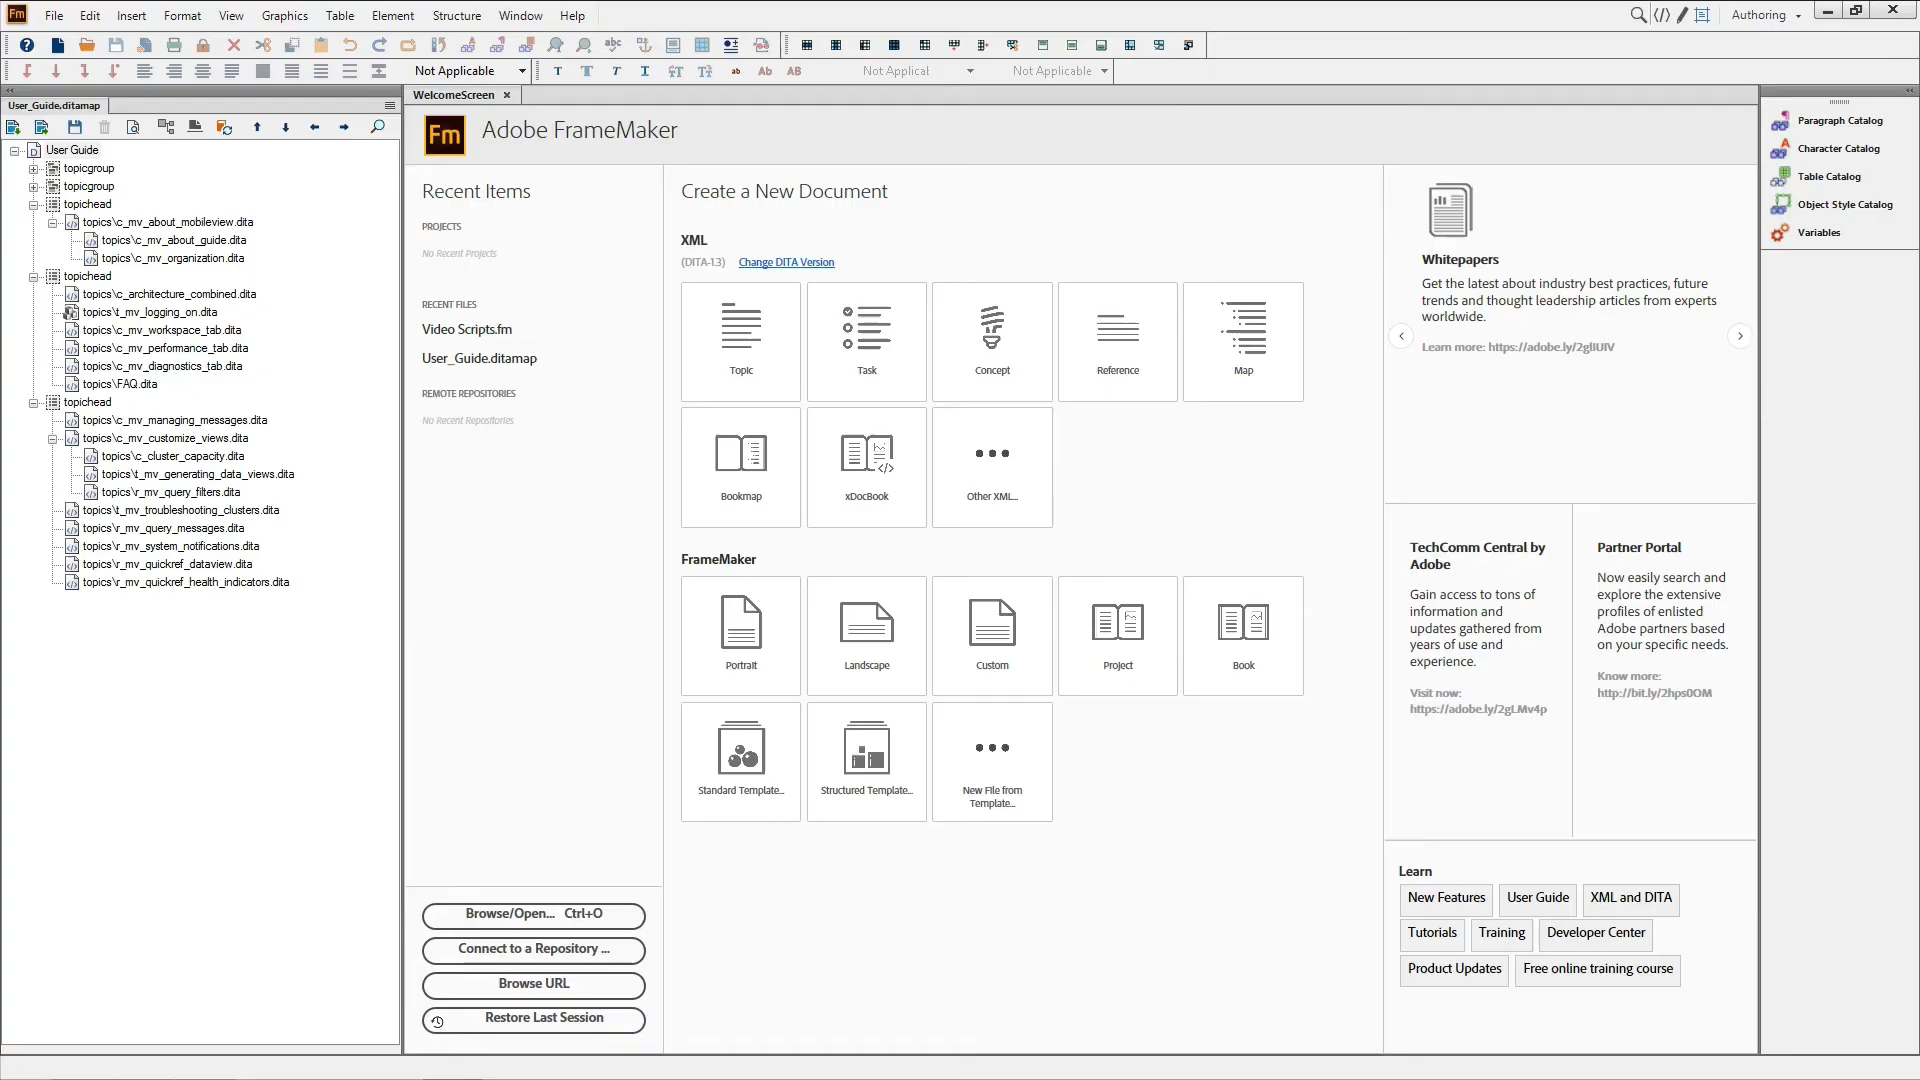 Fm File Edit Insert Format View Graphics Table Element Structure Window Help
Authoring
Not Applicable
Not Applicabl
Not Applicable
User_Guide.ditamap
WelcomeScreen
User Guide
topicgroup
topicgroup
topichead
topics\c_mv_about_mobileview.dita
topics\c_mv_about_guide.dita
topics\c_mv_organization.dita
topichead
topics\c_architecture_combined.dita
topics\t_mv_logging_on.dita
topics\c_mv_workspace_tab.dita
topics\c_mv_performance_tab.dita
topics\c_mv_diagnostics_tab.dita
topics\FAQ.dita
topichead
topics\c_mv_managing_messages.dita
topics\c_mv_customize_views.dita
topics\c_cluster_capacity.dita
topics\t_mv_generating_data_views.dita
topics\r_mv_query_filters.dita
topics\t_mv_troubleshooting_clusters.dita
topics\r_mv_query_messages.dita
topics\r_mv_system_notifications.dita
topics\r_mv_quickref_dataview.dita
topics\r_mv_quickref_health_indicators.dita
Fm Adobe FrameMaker
Recent Items
PROJECTS
No Recent Projects
RECENT FILES
Video Scripts.fm
User_Guide.ditamap
REMOTE REPOSITORIES
No Recent Repositories
Browse/Open... Ctrl+O
Connect to a Repository ...
Browse URL
Restore Last Session
Create a New Document
XML
(DITA-1.3) Change DITA Version
Topic Task Concept Reference Map
Bookmap xDocBook Other XML...
FrameMaker
Portrait Landscape Custom Project Book
Standard Template... Structured Template... New File from
Template...
Whitepapers
Get the latest about industry best practices, future
trends and thought leadership articles from experts
worldwide.
Learn more: https://adobe.ly/2gliUIV
TechComm Central by
Adobe
Gain access to tons of
information and
updates gathered from
years of use and
experience.
Visit now:
https://adobe.ly/2gLMv4p
Partner Portal
Now easily search and
explore the extensive
profiles of enlisted
Adobe partners based
on your specific needs.
Know more:
http://bit.ly/2hps0OM
Learn
New Features User Guide XML and DITA
Tutorials Training Developer Center
Product Updates Free online training course
Paragraph Catalog
Character Catalog
Table Catalog
Object Style Catalog
Variables